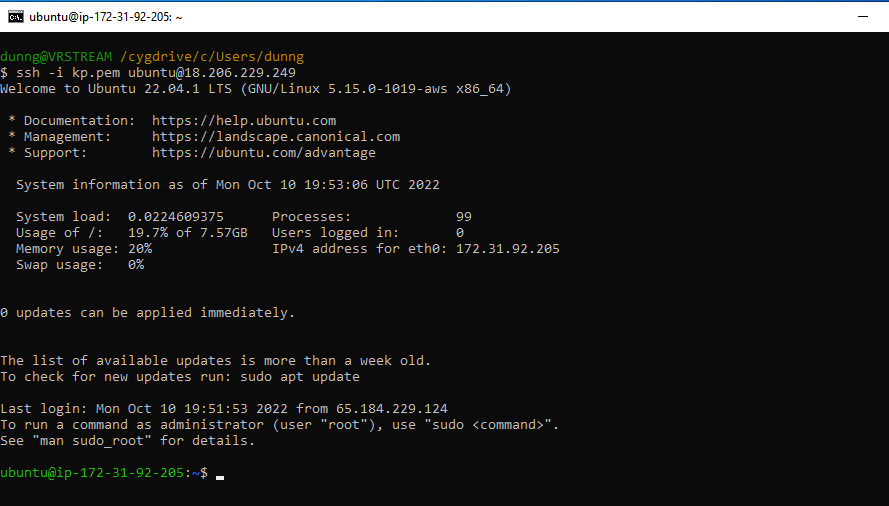 ubuntu@ip-172-31-92-205: ~
dunng@VRSTREAM /cygdrive/c/Users/dunng
$ ssh -i kp.pem ubuntu@18.206.229.249
Welcome to Ubuntu 22.04.1 LTS (GNU/Linux 5.15.0-1019-aws x86_64)
* Documentation:  https://help.ubuntu.com
* Management:     https://landscape.canonical.com
* Support:        https://ubuntu.com/advantage
System information as of Mon Oct 10 19:53:06 UTC 2022
System load:  0.0224609375      Processes:             99
Usage of /:   19.7% of 7.57GB   Users logged in:       0
Memory usage: 20%               IPv4 address for eth0: 172.31.92.205
Swap usage:   0%
0 updates can be applied immediately.
The list of available updates is more than a week old.
To check for new updates run: sudo apt update
Last login: Mon Oct 10 19:51:53 2022 from 65.184.229.124
To run a command as administrator (user "root"), use "sudo <command>".
See "man sudo_root" for details.
ubuntu@ip-172-31-92-205:~$